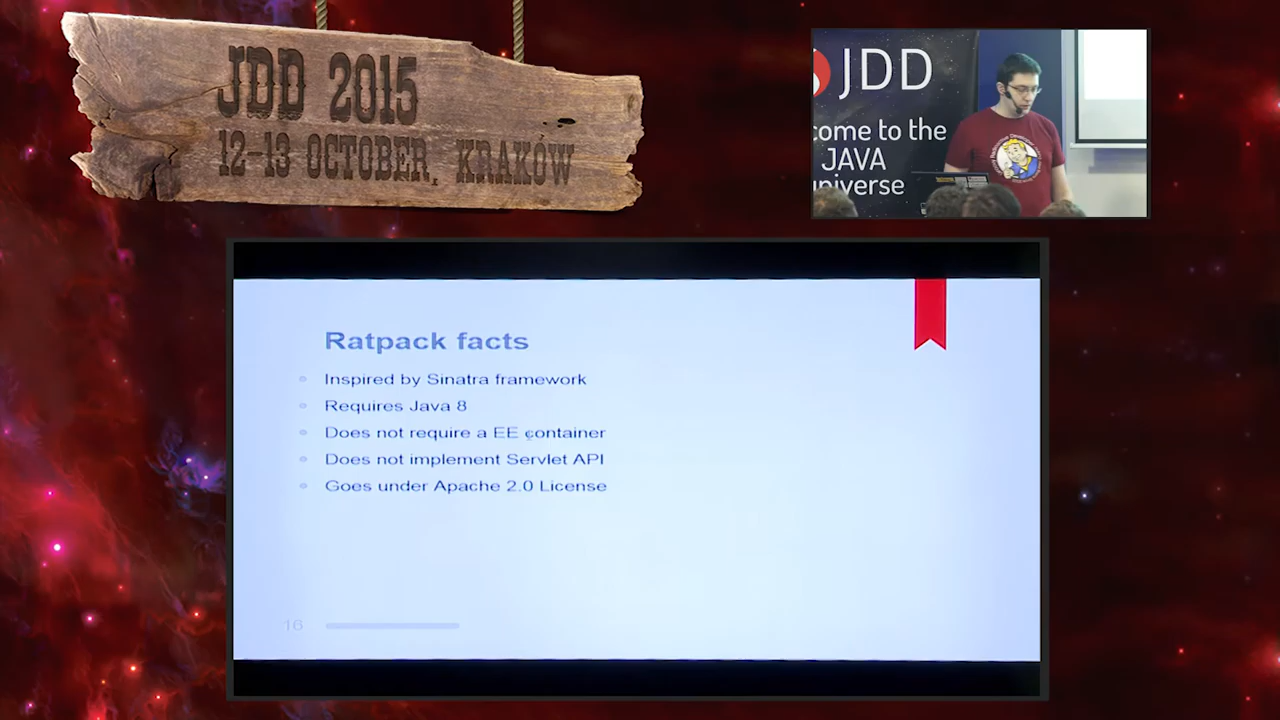 JDD 2015
12-13 OCTOBER, KRAKÓW
JDD
come to the
JAVA
universe
Ratpack facts
Inspired by Sinatra framework
Requires Java 8
Does not require a EE container
Does not implement Servlet API
Goes under Apache 2.0 License
16